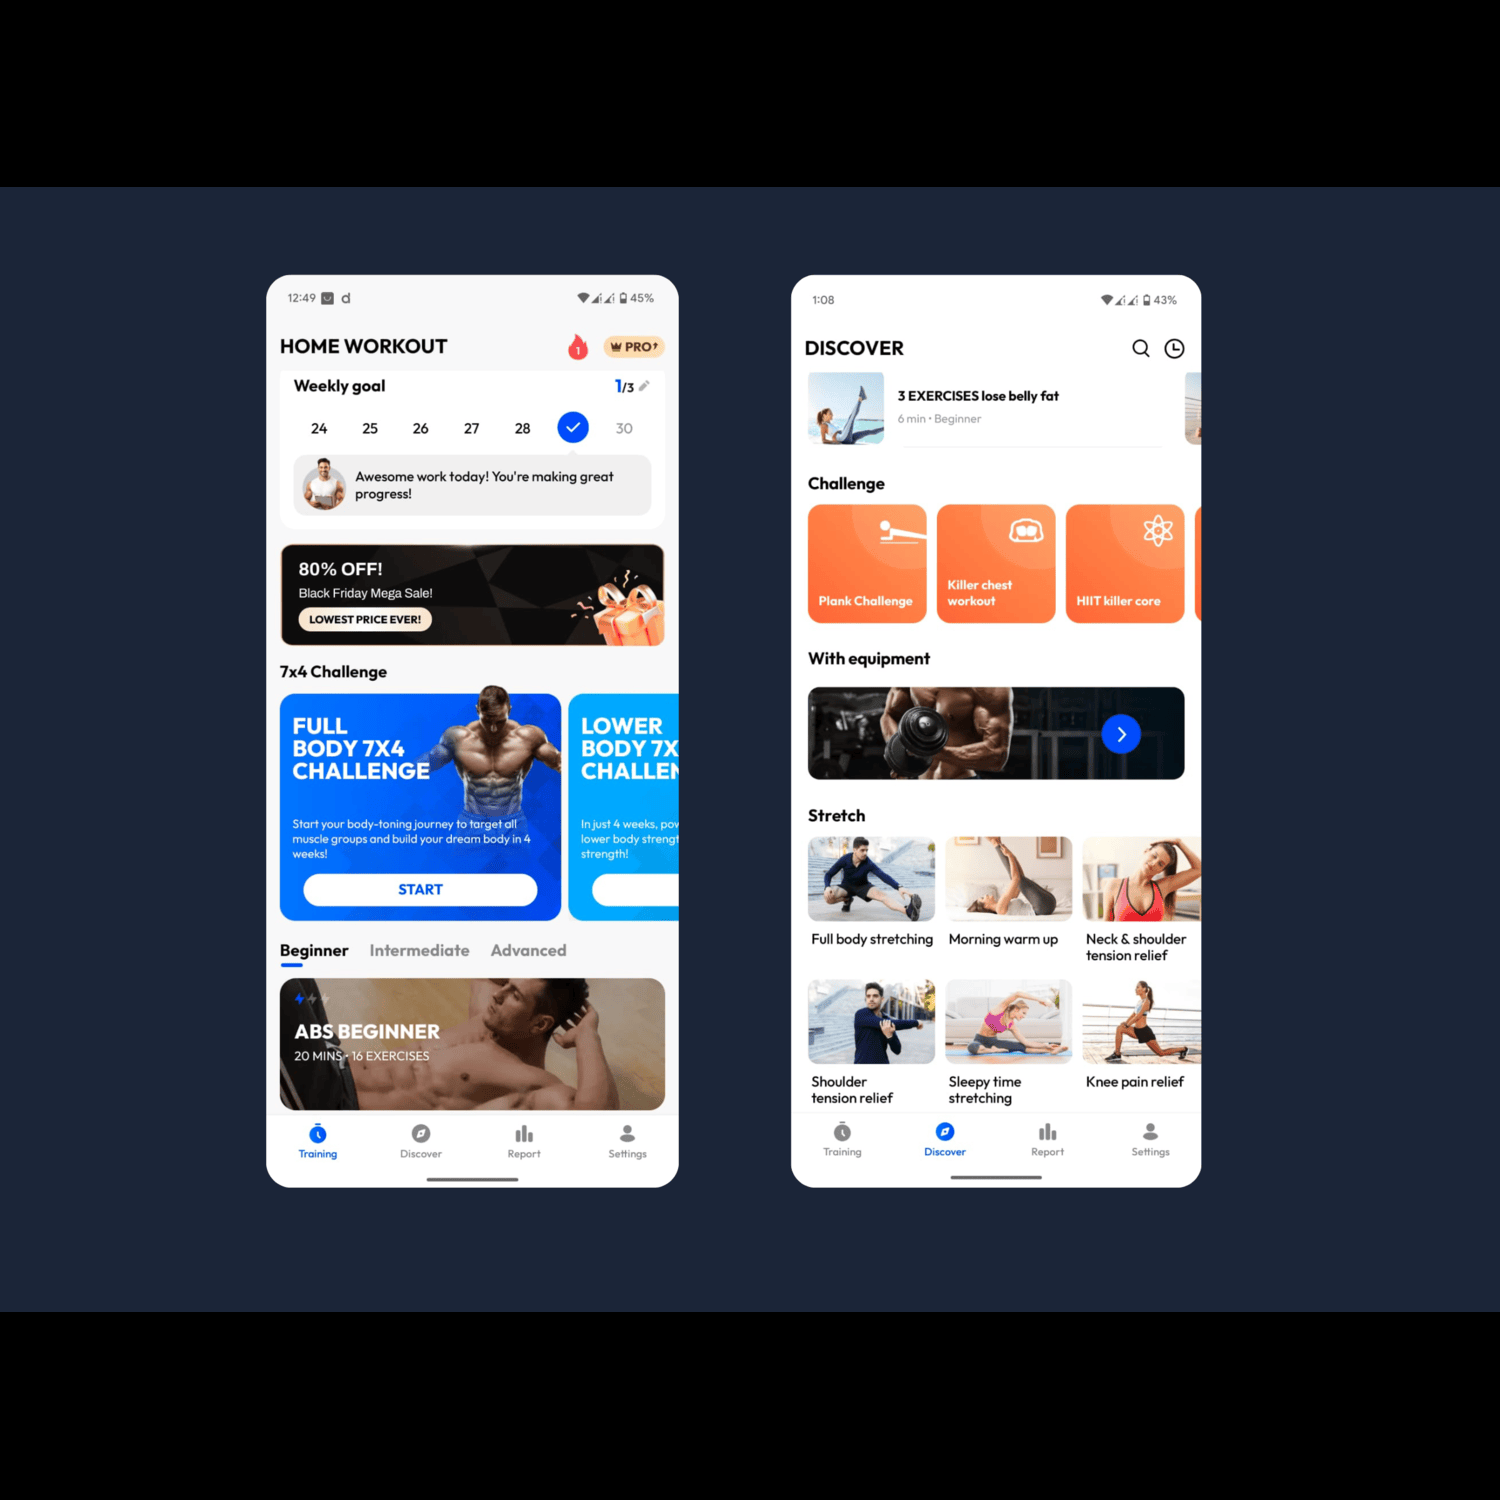 12:49 d 45%
HOME WORKOUT 1 PRO
Weekly goal 1/3
24 25 26 27 28 30
Awesome work today! You're making great
progress!
80% OFF!
Black Friday Mega Sale!
LOWEST PRICE EVER!
7x4 Challenge
FULL
BODY 7X4
CHALLENGE
Start your body-toning journey to target all
muscle groups and build your dream body in 4
weeks!
START
LOWER
BODY 7X
CHALLEN
In just 4 weeks, pow
lower body strengt
strength!
Beginner Intermediate Advanced
ABS BEGINNER
20 MINS • 16 EXERCISES
Training Discover Report Settings
1:08 43%
DISCOVER
3 EXERCISES lose belly fat
6 min • Beginner
Challenge
Plank Challenge
Killer chest
workout
HIIT killer core
With equipment
Stretch
Full body stretching
Morning warm up
Neck & shoulder
tension relief
Shoulder
tension relief
Sleepy time
stretching
Knee pain relief
Training Discover Report Settings